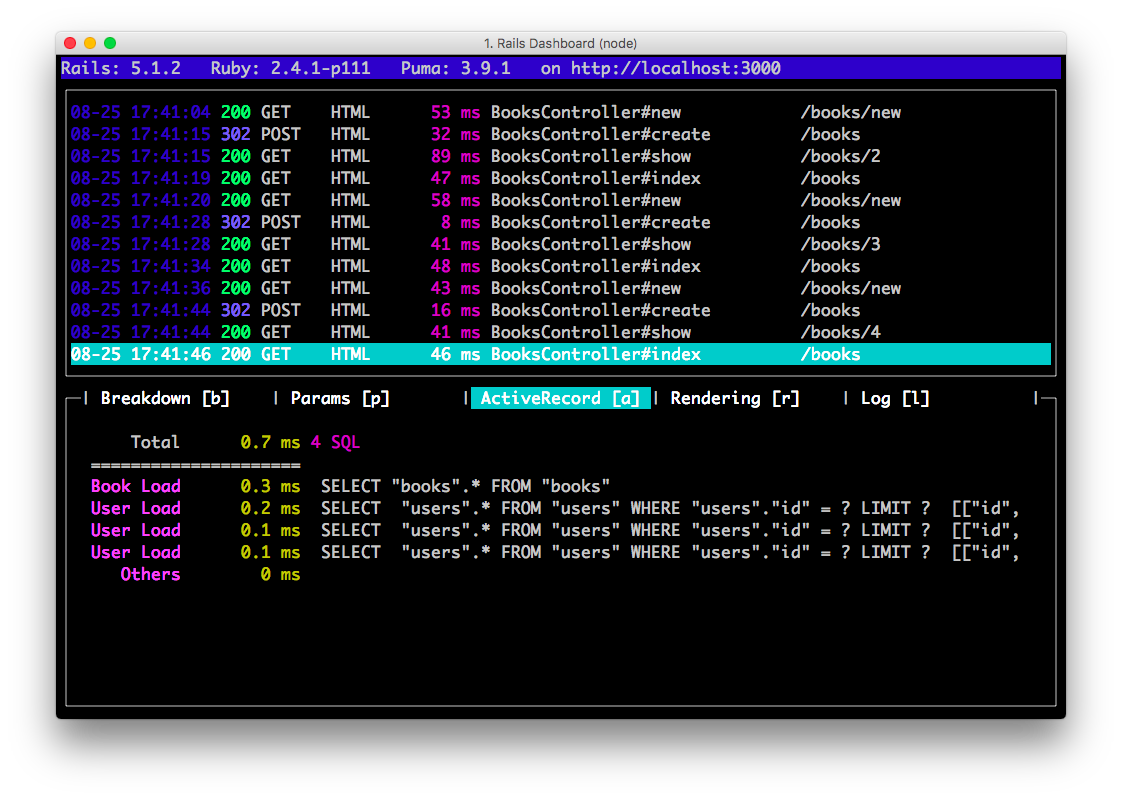 1. Rails Dashboard (node)
Rails: 5.1.2 Ruby: 2.4.1-p111 Puma: 3.9.1 on http://localhost:3000
08-25 17:41:04 200 GET HTML 53 ms BooksController#new /books/new
08-25 17:41:15 302 POST HTML 32 ms BooksController#create /books
08-25 17:41:15 200 GET HTML 89 ms BooksController#show /books/2
08-25 17:41:19 200 GET HTML 47 ms BooksController#index /books
08-25 17:41:20 200 GET HTML 58 ms BooksController#new /books/new
08-25 17:41:28 302 POST HTML 8 ms BooksController#create /books
08-25 17:41:28 200 GET HTML 41 ms BooksController#show /books/3
08-25 17:41:34 200 GET HTML 48 ms BooksController#index /books
08-25 17:41:36 200 GET HTML 43 ms BooksController#new /books/new
08-25 17:41:44 302 POST HTML 16 ms BooksController#create /books
08-25 17:41:44 200 GET HTML 41 ms BooksController#show /books/4
08-25 17:41:46 200 GET HTML 46 ms BooksController#index /books
| Breakdown [b] | Params [p] | ActiveRecord [a] | Rendering [r] | Log [l] |
Total 0.7 ms 4 SQL
=====================
Book Load 0.3 ms SELECT "books".* FROM "books"
User Load 0.2 ms SELECT "users".* FROM "users" WHERE "users"."id" = ? LIMIT ? [["id",
User Load 0.1 ms SELECT "users".* FROM "users" WHERE "users"."id" = ? LIMIT ? [["id",
User Load 0.1 ms SELECT "users".* FROM "users" WHERE "users"."id" = ? LIMIT ? [["id",
Others 0 ms